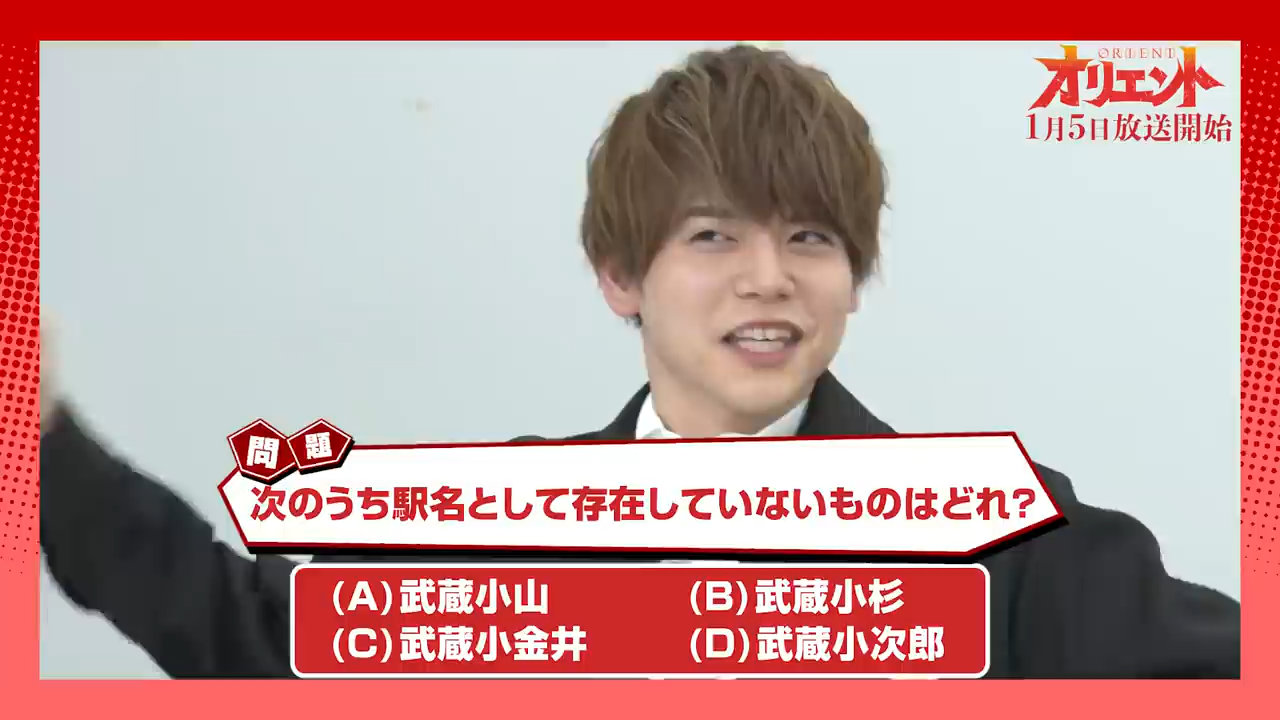 ORIENT
オリエント
1月5日放送開始
問題
次のうち駅名として存在していないものはどれ?
(A)武蔵小山 (B)武蔵小杉
(C)武蔵小金井 (D)武蔵小次郎